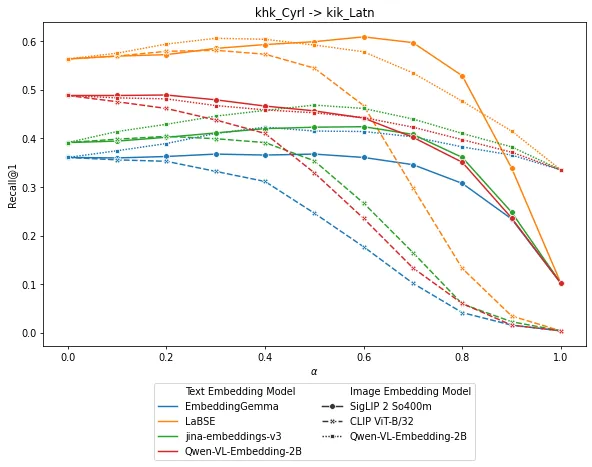 khk_Cyrl -> kik_Latn
0.6
0.5
0.4
0.3
0.2
0.1
0.0
Recall@1
0.0 0.2 0.4 0.6 0.8 1.0
α
Text Embedding Model Image Embedding Model
EmbeddingGemma SigLIP 2 So400m
LaBSE CLIP ViT-B/32
jina-embeddings-v3 Qwen-VL-Embedding-2B
Qwen-VL-Embedding-2B